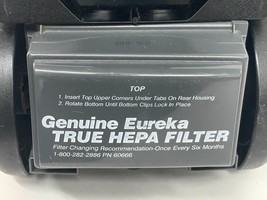 TOP
1. Insert Top Upper Corners Under Tabs On Rear Housing
2. Rotate Bottom Until Bottom Clips Lock In Place
Genuine Eureka
TRUE HEPA FILTER
Filter Changing Recommendation-Once Every Six Months
1-800-282-2886 PN 60666